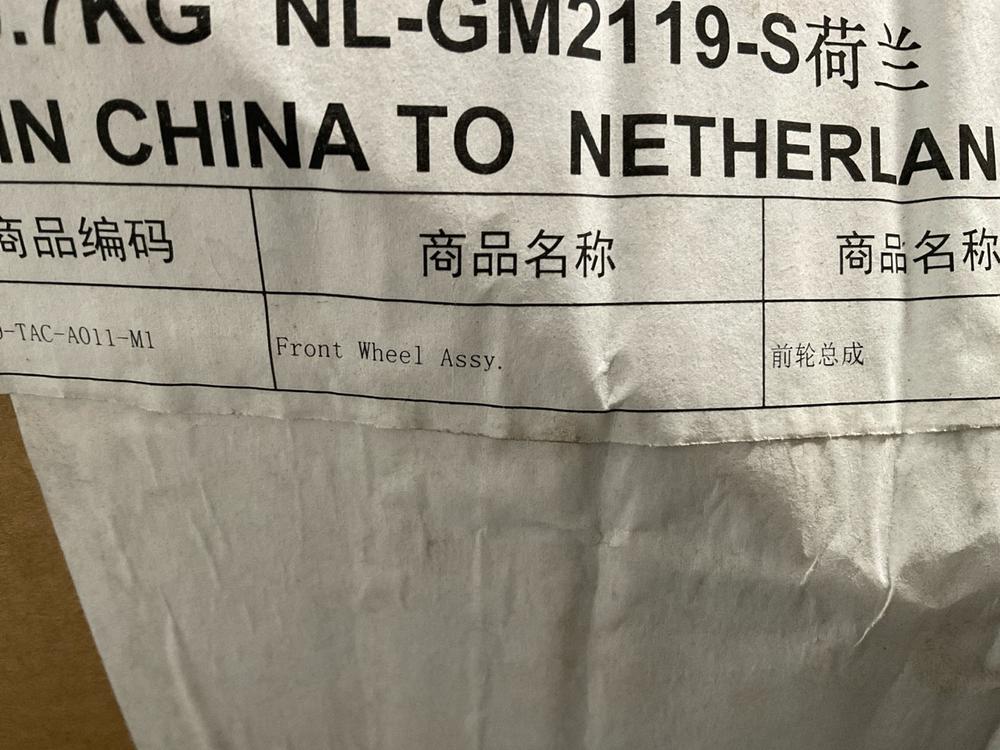 .7KG NL-GM2119-S荷兰
IN CHINA TO NETHERLAN
商品编码 商品名称 商品名称
-TAC-A011-M1 Front Wheel Assy. 前轮总成